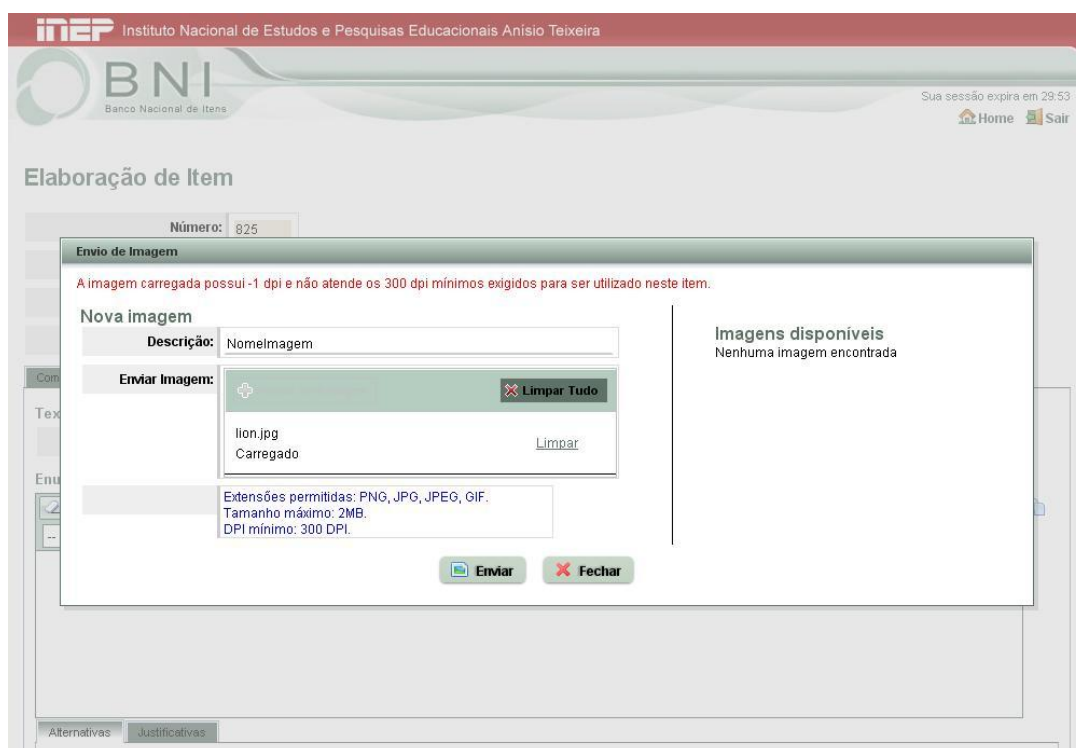 inep Instituto Nacional de Estudos e Pesquisas Educacionais Anísio Teixeira
BNI
Banco Nacional de Itens
Sua sessão expira em 29:53
Home Sair
Elaboração de Item
Número: 825
Envio de Imagem
A imagem carregada possui -1 dpi e não atende os 300 dpi mínimos exigidos para ser utilizado neste item.
Nova imagem
Descrição: NomeImagem
Enviar Imagem:
Limpar Tudo
lion.jpg
Carregado
Limpar
Extensões permitidas: PNG, JPG, JPEG, GIF.
Tamanho máximo: 2MB.
DPI mínimo: 300 DPI.
Imagens disponíveis
Nenhuma imagem encontrada
Enviar Fechar
Com
Tex
Enu
--
Alternativas Justificativas